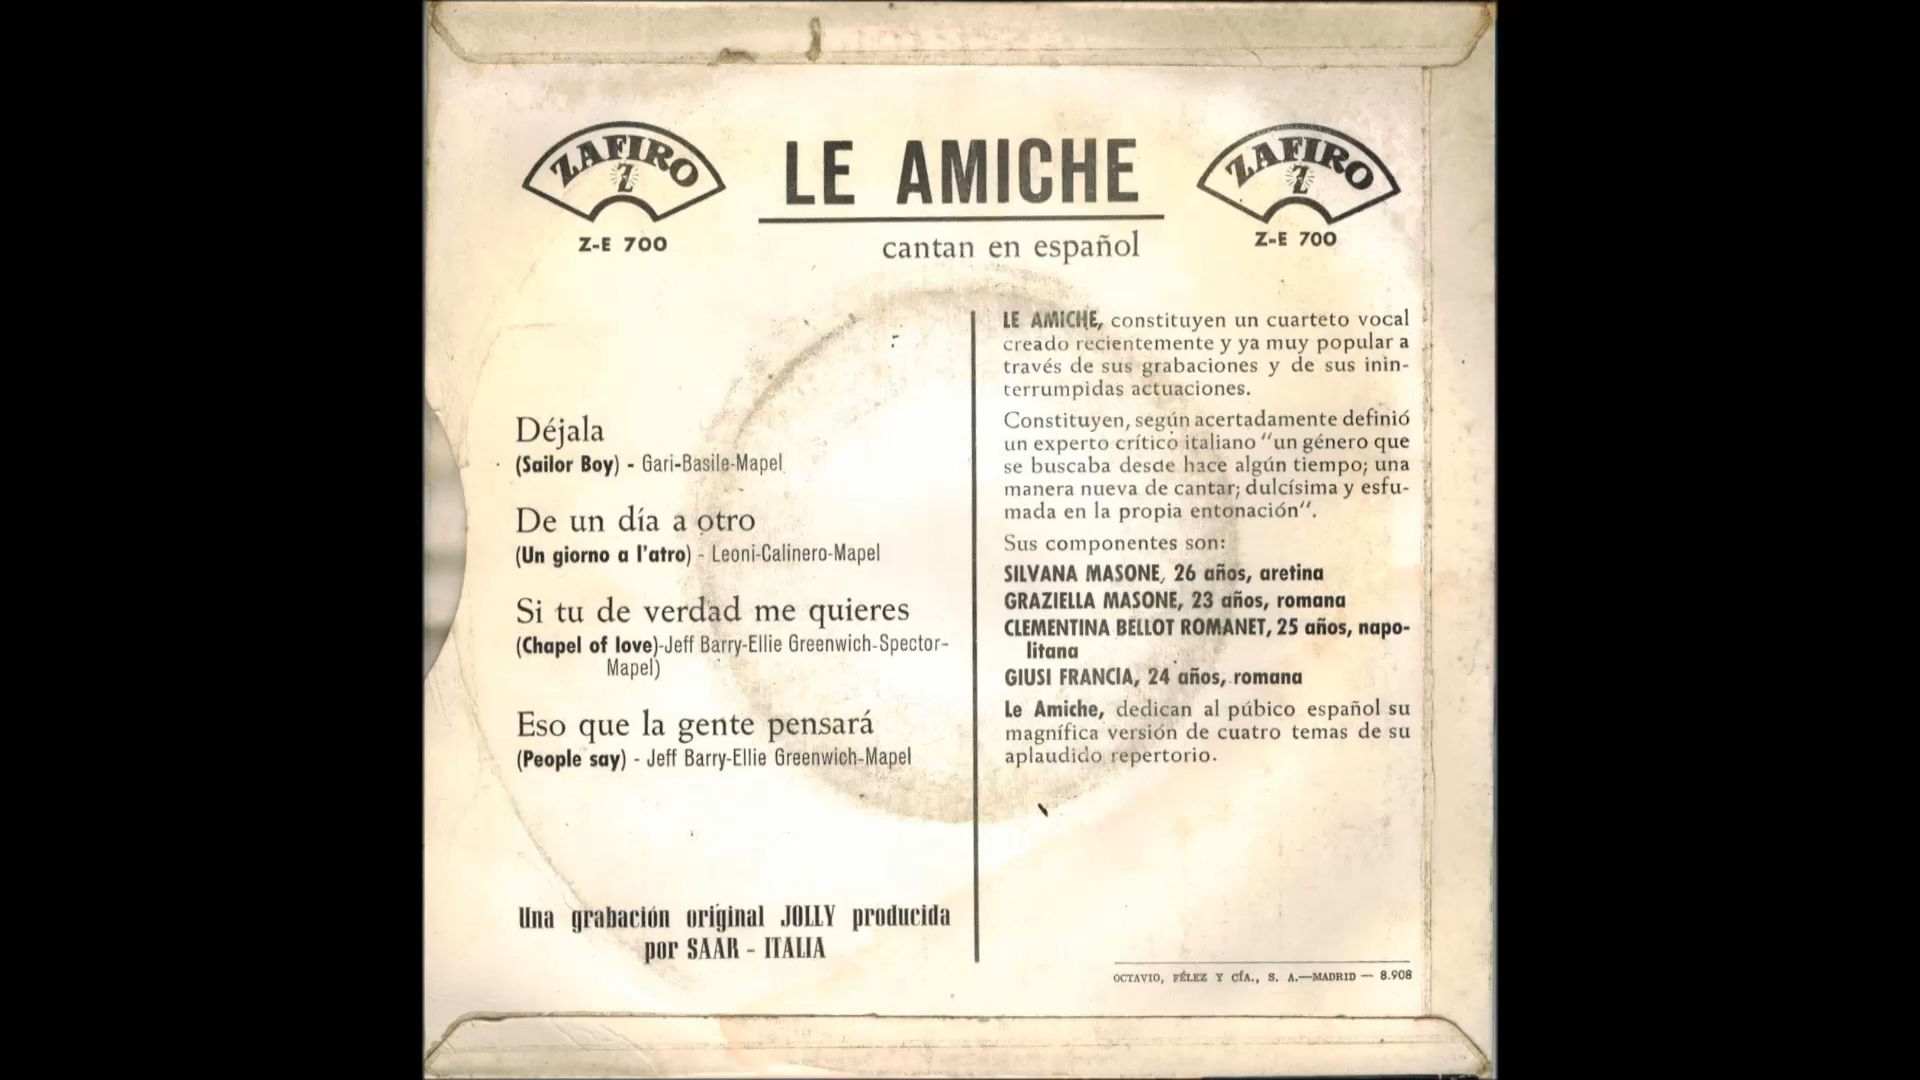 ZAFIRO
Z
Z-E 700
LE AMICHE
cantan en español
ZAFIRO
Z
Z-E 700
Déjala
(Sailor Boy) - Gari-Basile-Mapel
De un día a otro
(Un giorno a l'atro) - Leoni-Calinero-Mapel
Si tu de verdad me quieres
(Chapel of love)-Jeff Barry-Ellie Greenwich-Spector-
Mapel)
Eso que la gente pensará
(People say) - Jeff Barry-Ellie Greenwich-Mapel
Una grabación original JOLLY producida
por SAAR - ITALIA
LE AMICHE, constituyen un cuarteto vocal
creado recientemente y ya muy popular a
través de sus grabaciones y de sus inin-
terrumpidas actuaciones.
Constituyen, según acertadamente definió
un experto crítico italiano "un género que
se buscaba desde hace algún tiempo; una
manera nueva de cantar; dulcísima y esfu-
mada en la propia entonación".
Sus componentes son:
SILVANA MASONE, 26 años, aretina
GRAZIELLA MASONE, 23 años, romana
CLEMENTINA BELLOT ROMANET, 25 años, napo-
litana
GIUSI FRANCIA, 24 años, romana
Le Amiche, dedican al púbico español su
magnífica versión de cuatro temas de su
aplaudido repertorio.
OCTAVIO, FÉLEZ Y CÍA., S. A.—MADRID — 8.908